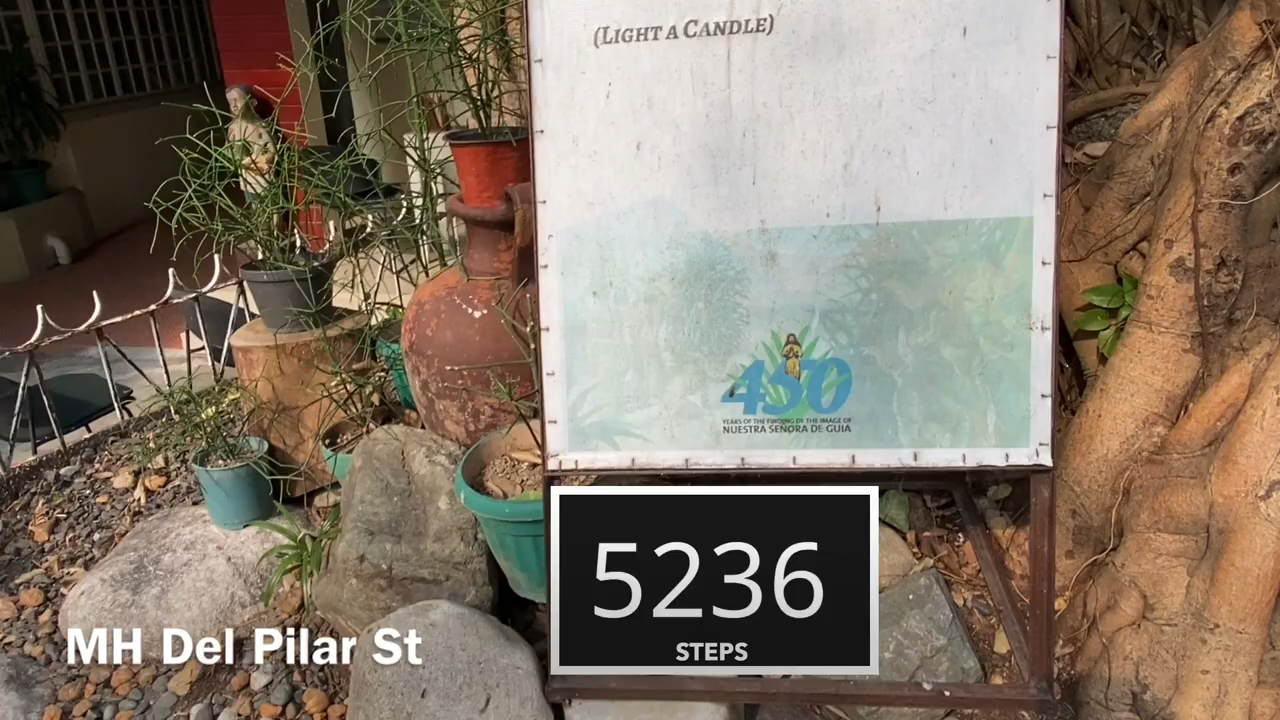 (LIGHT A CANDLE)
450
YEARS OF THE FINDING OF THE IMAGE OF
NUESTRA SEÑORA DE GUIA
5236
STEPS
MH Del Pilar St